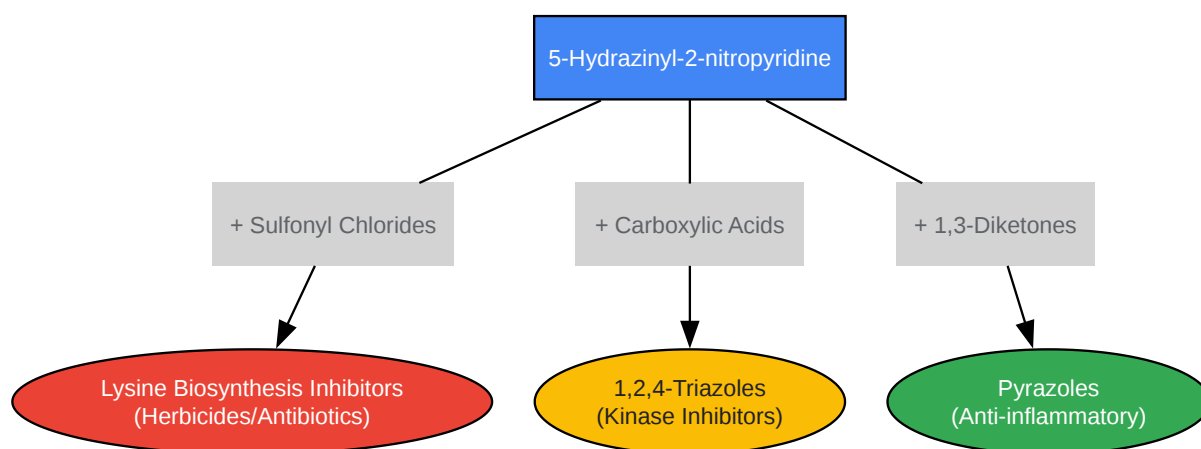 5-Hydrazinyl-2-nitropyridine
+ Sulfonyl Chlorides
+ Carboxylic Acids
+ 1,3-Diketones
Lysine Biosynthesis Inhibitors
(Herbicides/Antibiotics)
1,2,4-Triazoles
(Kinase Inhibitors)
Pyrazoles
(Anti-inflammatory)